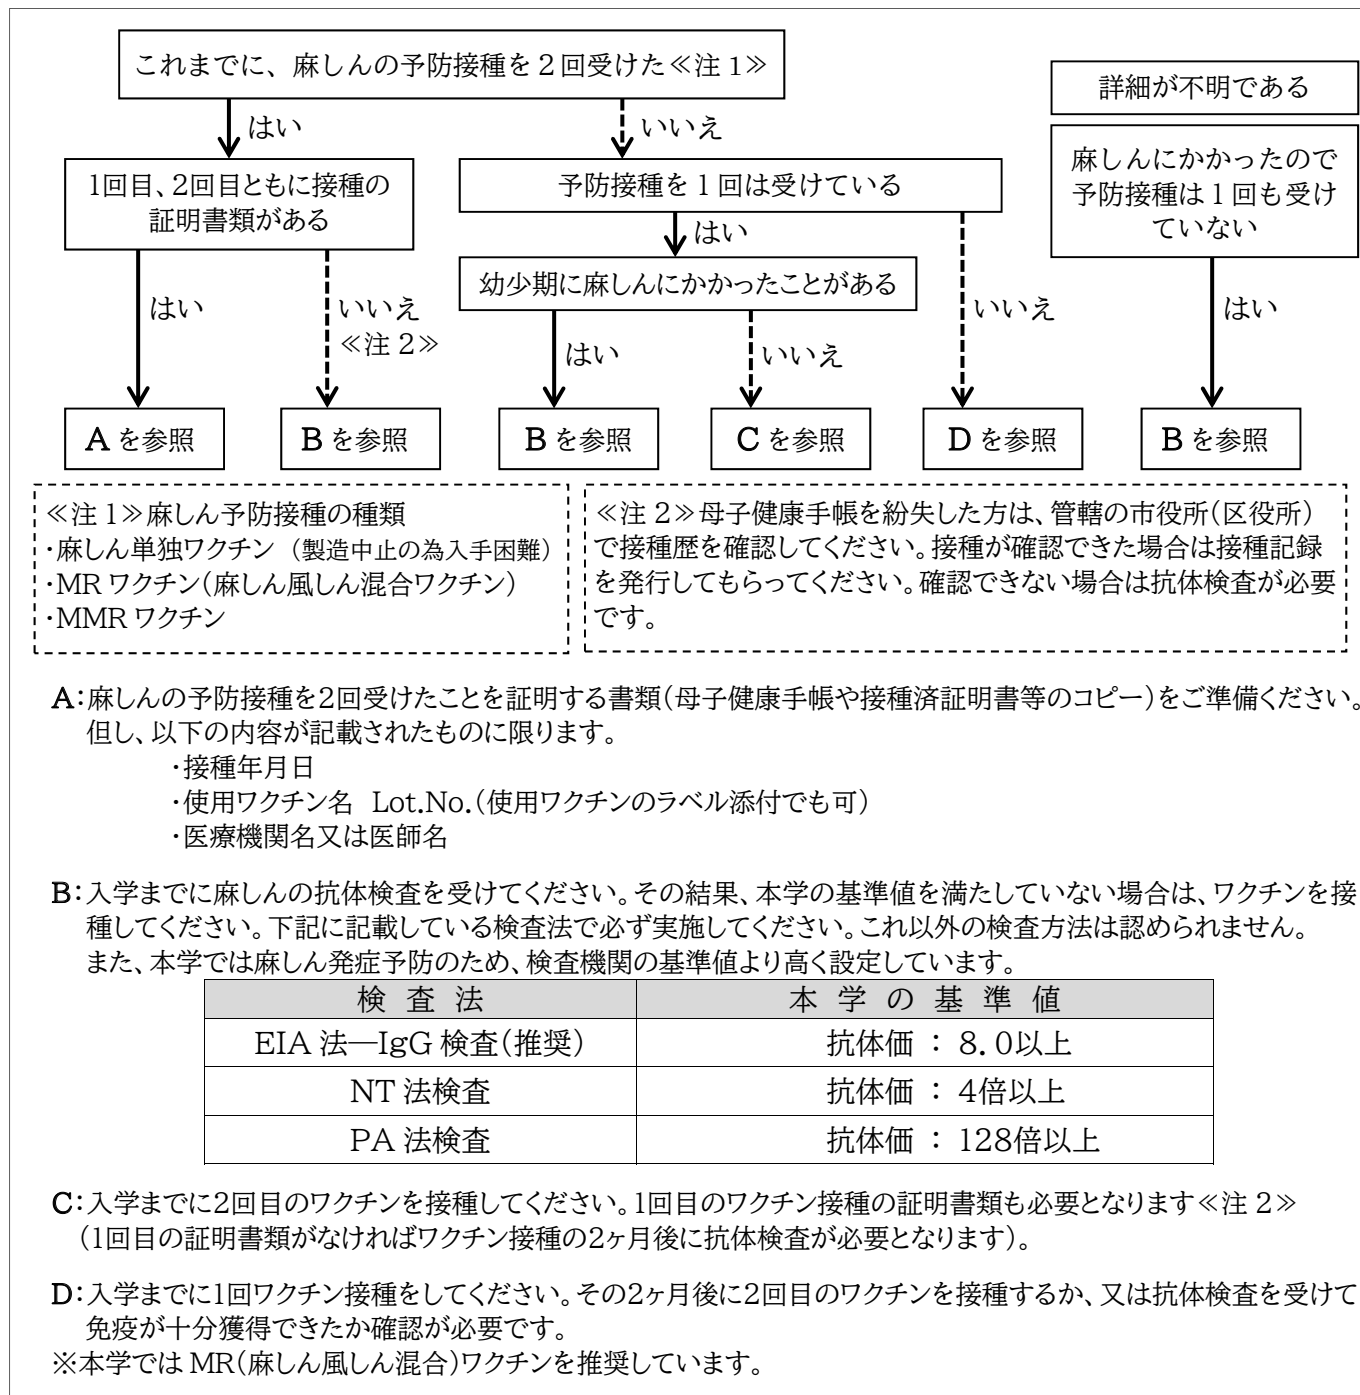 これまでに、麻しんの予防接種を2回受けた≪注1≫
はい
いいえ
詳細が不明である
麻しんにかかったので
予防接種は1回も受け
ていない
1回目、2回目ともに接種の
証明書類がある
予防接種を1回は受けている
はい
幼少期に麻しんにかかったことがある
はい
いいえ
≪注2≫
はい
いいえ
いいえ
はい
Aを参照
Bを参照
Bを参照
Cを参照
Dを参照
Bを参照
≪注1≫麻しん予防接種の種類
・麻しん単独ワクチン（製造中止の為入手困難）
・MRワクチン（麻しん風しん混合ワクチン）
・MMRワクチン
≪注2≫母子健康手帳を紛失した方は、管轄の市役所（区役所）
で接種歴を確認してください。接種が確認できた場合は接種記録
を発行してもらってください。確認できない場合は抗体検査が必要
です。
A：麻しんの予防接種を2回受けたことを証明する書類（母子健康手帳や接種済証明書等のコピー）をご準備ください。
但し、以下の内容が記載されたものに限ります。
・接種年月日
・使用ワクチン名　Lot.No.（使用ワクチンのラベル添付でも可）
・医療機関名又は医師名
B：入学までに麻しんの抗体検査を受けてください。その結果、本学の基準値を満たしていない場合は、ワクチンを接
種してください。下記に記載している検査法で必ず実施してください。これ以外の検査方法は認められません。
また、本学では麻しん発症予防のため、検査機関の基準値より高く設定しています。
検 査 法　本 学 の 基 準 値
EIA法―IgG検査（推奨）　抗体価 ： 8.0以上
NT法検査　抗体価 ： 4倍以上
PA法検査　抗体価 ： 128倍以上
C：入学までに2回目のワクチンを接種してください。1回目のワクチン接種の証明書類も必要となります≪注2≫
（1回目の証明書類がなければワクチン接種の2ヶ月後に抗体検査が必要となります）。
D：入学までに1回ワクチン接種をしてください。その2ヶ月後に2回目のワクチンを接種するか、又は抗体検査を受けて
免疫が十分獲得できたか確認が必要です。
※本学ではMR(麻しん風しん混合)ワクチンを推奨しています。